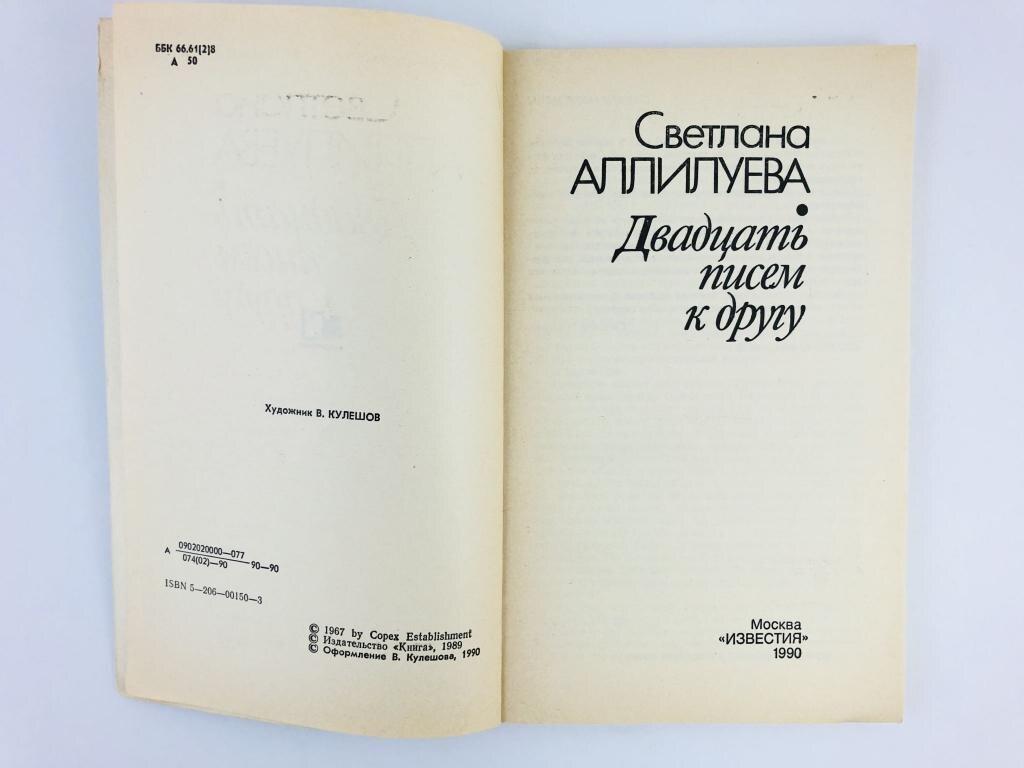 ББК 66.61(2)8
А 50
Художник В. КУЛЕШОВ
А 0902020000—077
074(02)—90 90—90
ISBN 5—206—00150—3
© 1967 by Copex Establishment
© Издательство «Книга», 1989
© Оформление В. Кулешова, 1990
Светлана
АЛЛИЛУЕВА
•
Двадцать
писем
к другу
Москва
«ИЗВЕСТИЯ»
1990